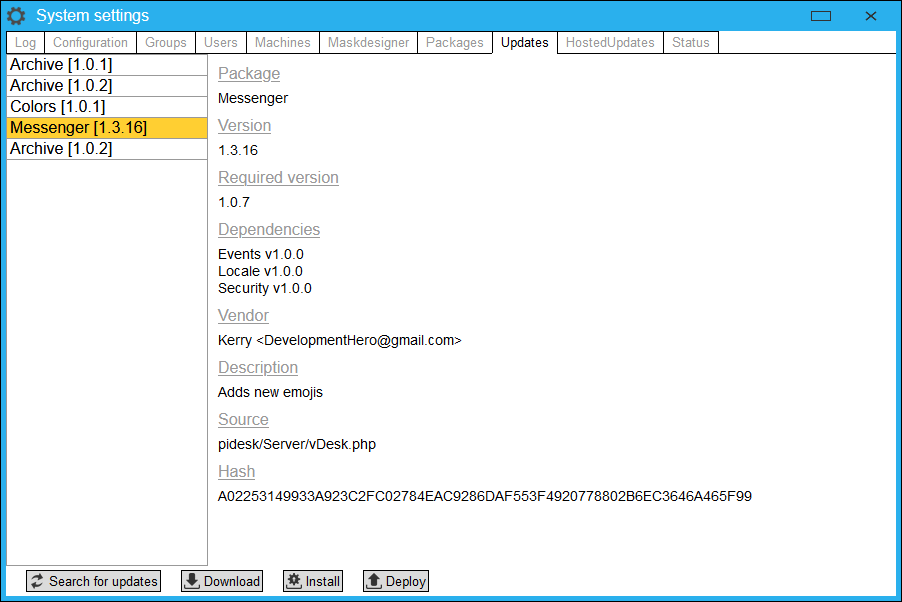 System settings
Log Configuration Groups Users Machines Maskdesigner Packages Updates HostedUpdates Status
Archive [1.0.1]
Archive [1.0.2]
Colors [1.0.1]
Messenger [1.3.16]
Archive [1.0.2]
Package
Messenger
Version
1.3.16
Required version
1.0.7
Dependencies
Events v1.0.0
Locale v1.0.0
Security v1.0.0
Vendor
Kerry <DevelopmentHero@gmail.com>
Description
Adds new emojis
Source
pidesk/Server/vDesk.php
Hash
A02253149933A923C2FC02784EAC9286DAF553F4920778802B6EC3646A465F99
Search for updates Download Install Deploy